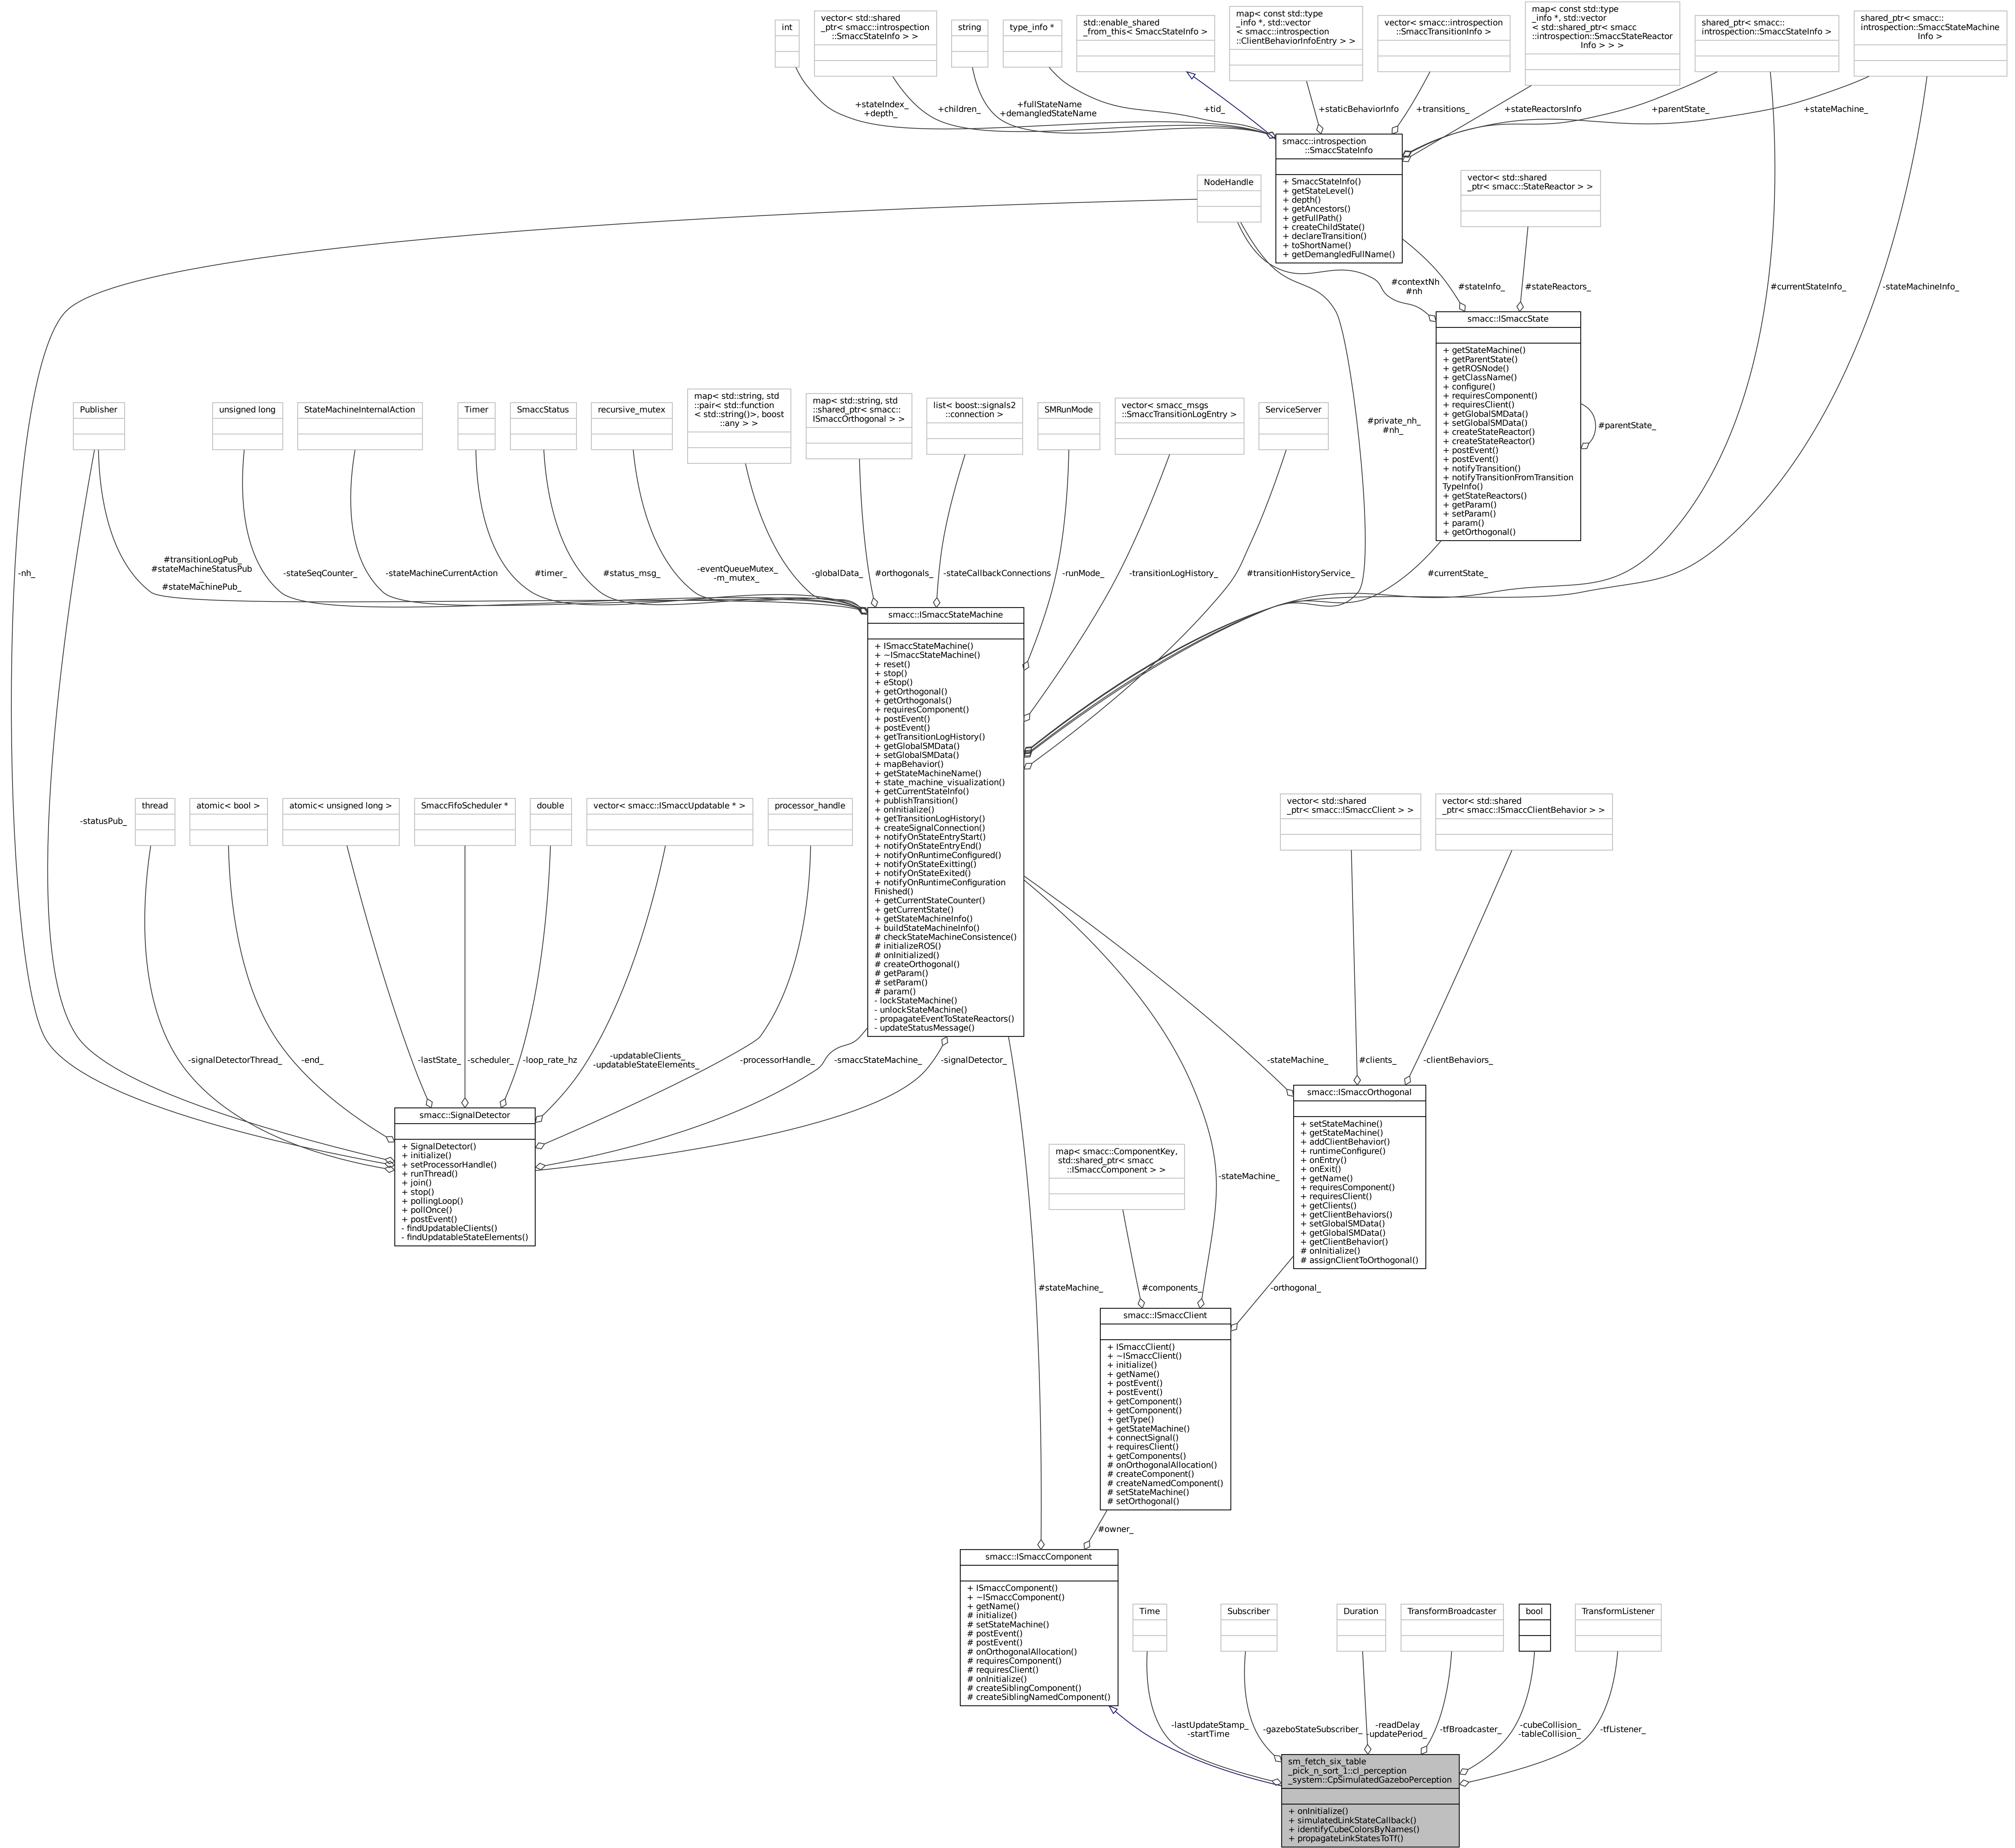 int
vector< std::shared
_ptr< smacc::introspection
::SmaccStateInfo > >
string
type_info *
std::enable_shared
_from_this< SmaccStateInfo >
map< const std::type
_info *, std::vector
< smacc::introspection
::ClientBehaviorInfoEntry > >
vector< smacc::introspection
::SmaccTransitionInfo >
map< const std::type
_info *, std::vector
< std::shared_ptr< smacc
::introspection::SmaccStateReactor
Info > > >
shared_ptr< smacc::
introspection::SmaccStateInfo >
shared_ptr< smacc::
introspection::SmaccStateMachine
Info >
+stateIndex_
+depth_
+children_
+fullStateName
+demangledStateName
+tid_
+staticBehaviorInfo
+transitions_
+stateReactorsInfo
+parentState_
+stateMachine_
smacc::introspection
::SmaccStateInfo
+ SmaccStateInfo()
+ getStateLevel()
+ depth()
+ getAncestors()
+ getFullPath()
+ createChildState()
+ declareTransition()
+ toShortName()
+ getDemangledFullName()
NodeHandle
vector< std::shared
_ptr< smacc::StateReactor > >
#contextNh
#nh
#stateInfo_
#stateReactors_
#currentStateInfo_
-stateMachineInfo_
smacc::ISmaccState
+ getStateMachine()
+ getParentState()
+ getROSNode()
+ getClassName()
+ configure()
+ requiresComponent()
+ requiresClient()
+ getGlobalSMData()
+ setGlobalSMData()
+ createStateReactor()
+ createStateReactor()
+ postEvent()
+ postEvent()
+ notifyTransition()
+ notifyTransitionFromTransition
TypeInfo()
+ getStateReactors()
+ getParam()
+ setParam()
+ param()
+ getOrthogonal()
#parentState_
Publisher
unsigned long
StateMachineInternalAction
Timer
SmaccStatus
recursive_mutex
map< std::string, std
::pair< std::function
< std::string()>, boost
::any > >
map< std::string, std
::shared_ptr< smacc::
ISmaccOrthogonal > >
list< boost::signals2
::connection >
SMRunMode
vector< smacc_msgs
::SmaccTransitionLogEntry >
ServiceServer
#private_nh_
#nh_
-nh_
#transitionLogPub_
#stateMachineStatusPub
_
#stateMachinePub_
-stateSeqCounter_
-stateMachineCurrentAction
#timer_
#status_msg_
-eventQueueMutex_
-m_mutex_
-globalData_
#orthogonals_
-stateCallbackConnections
-runMode_
-transitionLogHistory_
#transitionHistoryService_
#currentState_
smacc::ISmaccStateMachine
+ ISmaccStateMachine()
+ ~ISmaccStateMachine()
+ reset()
+ stop()
+ eStop()
+ getOrthogonal()
+ getOrthogonals()
+ requiresComponent()
+ postEvent()
+ postEvent()
+ getTransitionLogHistory()
+ getGlobalSMData()
+ setGlobalSMData()
+ mapBehavior()
+ getStateMachineName()
+ state_machine_visualization()
+ getCurrentStateInfo()
+ publishTransition()
+ onInitialize()
+ getTransitionLogHistory()
+ createSignalConnection()
+ notifyOnStateEntryStart()
+ notifyOnStateEntryEnd()
+ notifyOnRuntimeConfigured()
+ notifyOnStateExitting()
+ notifyOnStateExited()
+ notifyOnRuntimeConfiguration
Finished()
+ getCurrentStateCounter()
+ getCurrentState()
+ getStateMachineInfo()
+ buildStateMachineInfo()
# checkStateMachineConsistence()
# initializeROS()
# onInitialized()
# createOrthogonal()
# getParam()
# setParam()
# param()
- lockStateMachine()
- unlockStateMachine()
- propagateEventToStateReactors()
- updateStatusMessage()
-statusPub_
thread
atomic< bool >
atomic< unsigned long >
SmaccFifoScheduler *
double
vector< smacc::ISmaccUpdatable * >
processor_handle
vector< std::shared
_ptr< smacc::ISmaccClient > >
vector< std::shared
_ptr< smacc::ISmaccClientBehavior > >
-signalDetectorThread_
-end_
-lastState_
-scheduler_
-loop_rate_hz
-updatableClients_
-updatableStateElements_
-processorHandle_
-smaccStateMachine_
-signalDetector_
-stateMachine_
#clients_
-clientBehaviors_
smacc::SignalDetector
+ SignalDetector()
+ initialize()
+ setProcessorHandle()
+ runThread()
+ join()
+ stop()
+ pollingLoop()
+ pollOnce()
+ postEvent()
- findUpdatableClients()
- findUpdatableStateElements()
smacc::ISmaccOrthogonal
+ setStateMachine()
+ getStateMachine()
+ addClientBehavior()
+ runtimeConfigure()
+ onEntry()
+ onExit()
+ getName()
+ requiresComponent()
+ requiresClient()
+ getClients()
+ getClientBehaviors()
+ setGlobalSMData()
+ getGlobalSMData()
+ getClientBehavior()
# onInitialize()
# assignClientToOrthogonal()
map< smacc::ComponentKey,
std::shared_ptr< smacc
::ISmaccComponent > >
-stateMachine_
#stateMachine_
#components_
-orthogonal_
smacc::ISmaccClient
+ ISmaccClient()
+ ~ISmaccClient()
+ initialize()
+ getName()
+ postEvent()
+ postEvent()
+ getComponent()
+ getComponent()
+ getType()
+ getStateMachine()
+ connectSignal()
+ requiresClient()
+ getComponents()
# onOrthogonalAllocation()
# createComponent()
# createNamedComponent()
# setStateMachine()
# setOrthogonal()
#owner_
smacc::ISmaccComponent
+ ISmaccComponent()
+ ~ISmaccComponent()
+ getName()
# initialize()
# setStateMachine()
# postEvent()
# postEvent()
# onOrthogonalAllocation()
# requiresComponent()
# requiresClient()
# onInitialize()
# createSiblingComponent()
# createSiblingNamedComponent()
Time
Subscriber
Duration
TransformBroadcaster
bool
TransformListener
-lastUpdateStamp_
-startTime
-gazeboStateSubscriber_
-readDelay
-updatePeriod_
-tfBroadcaster_
-cubeCollision_
-tableCollision_
-tfListener_
sm_fetch_six_table
_pick_n_sort_1::cl_perception
_system::CpSimulatedGazeboPerception
+ onInitialize()
+ simulatedLinkStateCallback()
+ identifyCubeColorsByNames()
+ propagateLinkStatesToTf()